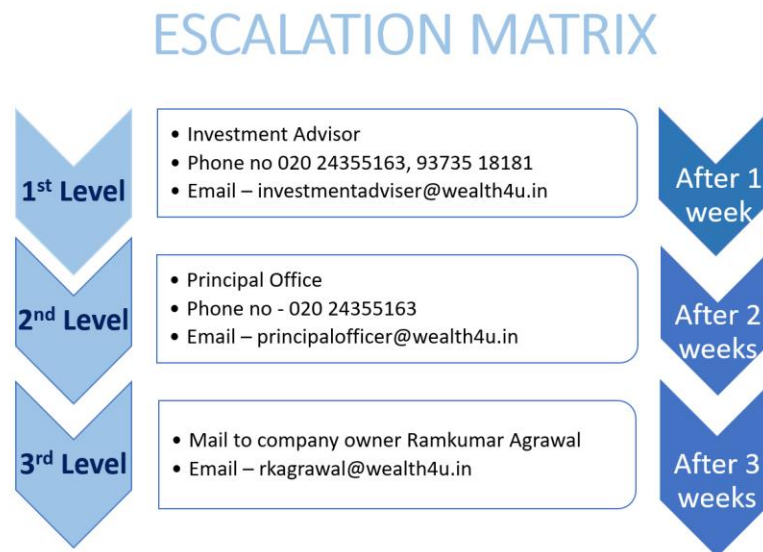 ESCALATION MATRIX
1st Level
• Investment Advisor
• Phone no 020 24355163, 93735 18181
• Email – investmentadviser@wealth4u.in
After 1
week
2nd Level
• Principal Office
• Phone no - 020 24355163
• Email – principalofficer@wealth4u.in
After 2
weeks
3rd Level
• Mail to company owner Ramkumar Agrawal
• Email – rkagrawal@wealth4u.in
After 3
weeks